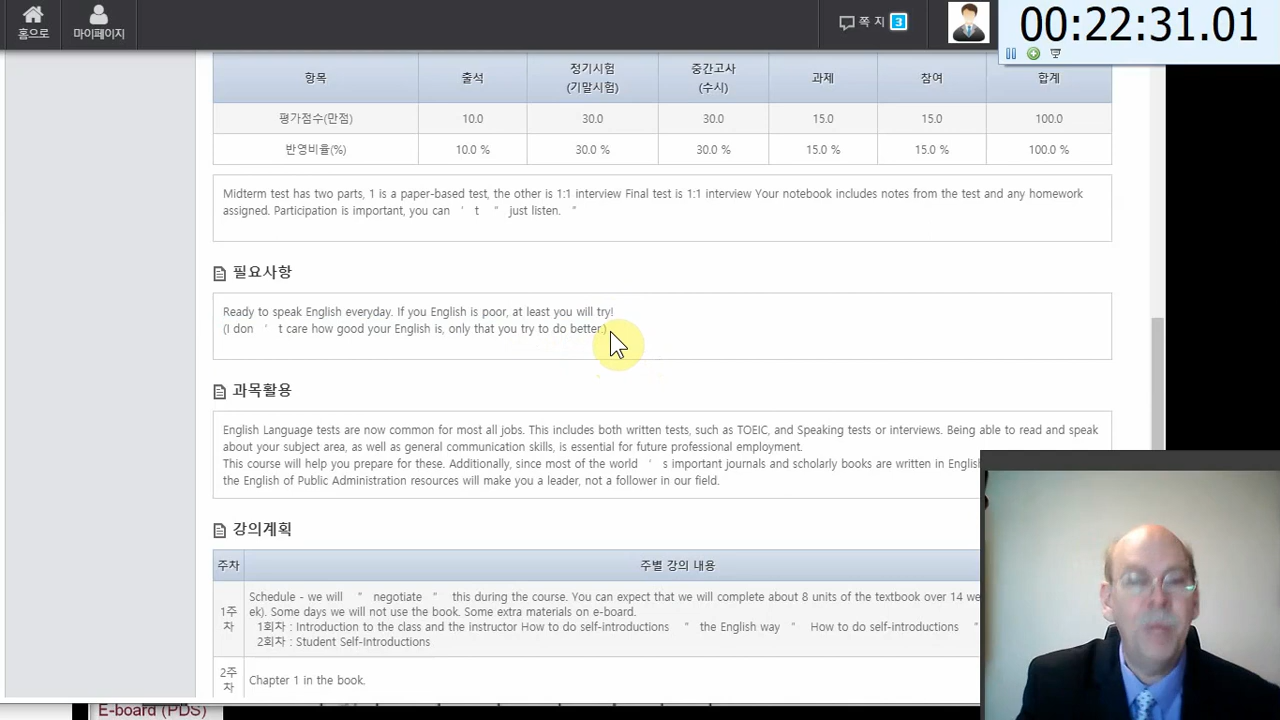 홈으로
마이페이지
쪽 지 3
00:22:31.01
항목 출석 정기시험 (기말시험) 중간고사 (수시) 과제 참여 합계
평가점수(만점) 10.0 30.0 30.0 15.0 15.0 100.0
반영비율(%) 10.0 % 30.0 % 30.0 % 15.0 % 15.0 % 100.0 %
Midterm test has two parts, 1 is a paper-based test, the other is 1:1 interview Final test is 1:1 interview Your notebook includes notes from the test and any homework
assigned. Participation is important, you can ‘ t “ just listen. ”
필요사항
Ready to speak English everyday. If you English is poor, at least you will try!
(I don ‘ t care how good your English is, only that you try to do better.)
과목활용
English Language tests are now common for most all jobs. This includes both written tests, such as TOEIC, and Speaking tests or interviews. Being able to read and speak
about your subject area, as well as general communication skills, is essential for future professional employment.
This course will help you prepare for these. Additionally, since most of the world ‘ s important journals and scholarly books are written in Englis
the English of Public Administration resources will make you a leader, not a follower in our field.
강의계획
주차 주별 강의 내용
1주차
Schedule - we will “ negotiate “ this during the course. You can expect that we will complete about 8 units of the textbook over 14 we
ek). Some days we will not use the book. Some extra materials on e-board.
1회차 : Introduction to the class and the instructor How to do self-introductions “ the English way “ How to do self-introductions “
2회차 : Student Self-Introductions
2주차
Chapter 1 in the book.
E-board (PDS)